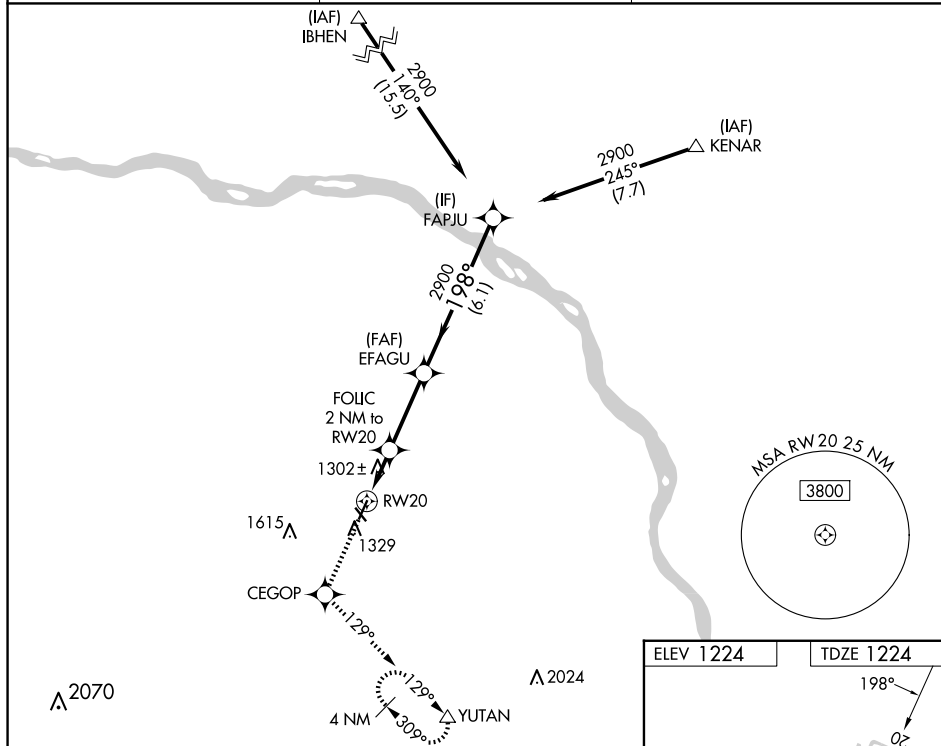 (IAF)
IBHEN
2900
140°
(15.5)
(IAF)
KENAR
2900
245°
(7.7)
(IF)
FAPJU
2900
198°
(6.1)
(FAF)
EFAGU
FOLIC
2 NM to
RW20
1302±
RW20
1615
1329
MSA RW20 25 NM
3800
CEGOP
129°
129°
309°
4 NM
YUTAN
2024
2070
ELEV 1224
TDZE 1224
198°
20